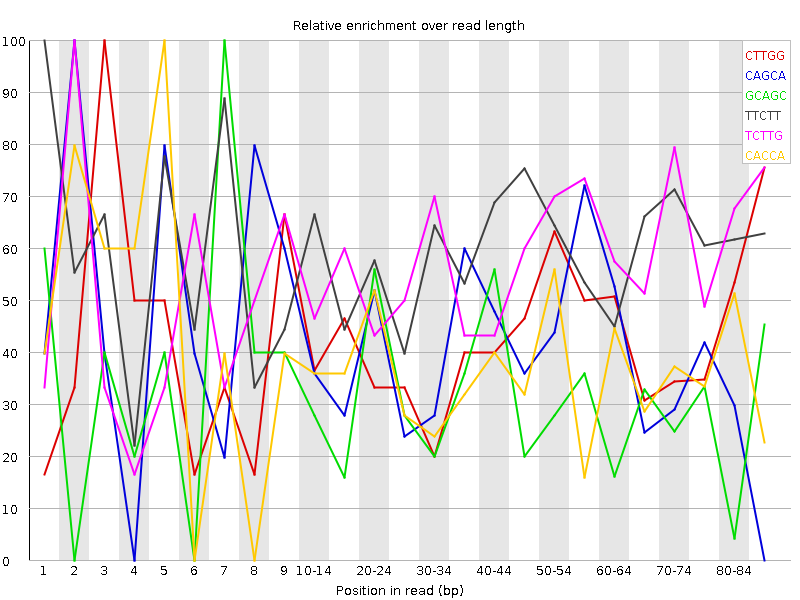 Relative enrichment over read length
100
90
80
70
60
50
40
30
20
10
0
CTTGG
CAGCA
GCAGC
TTCTT
TCTTG
CACCA
1 2 3 4 5 6 7 8 9 10-14 20-24 30-34 40-44 50-54 60-64 70-74 80-84
Position in read (bp)